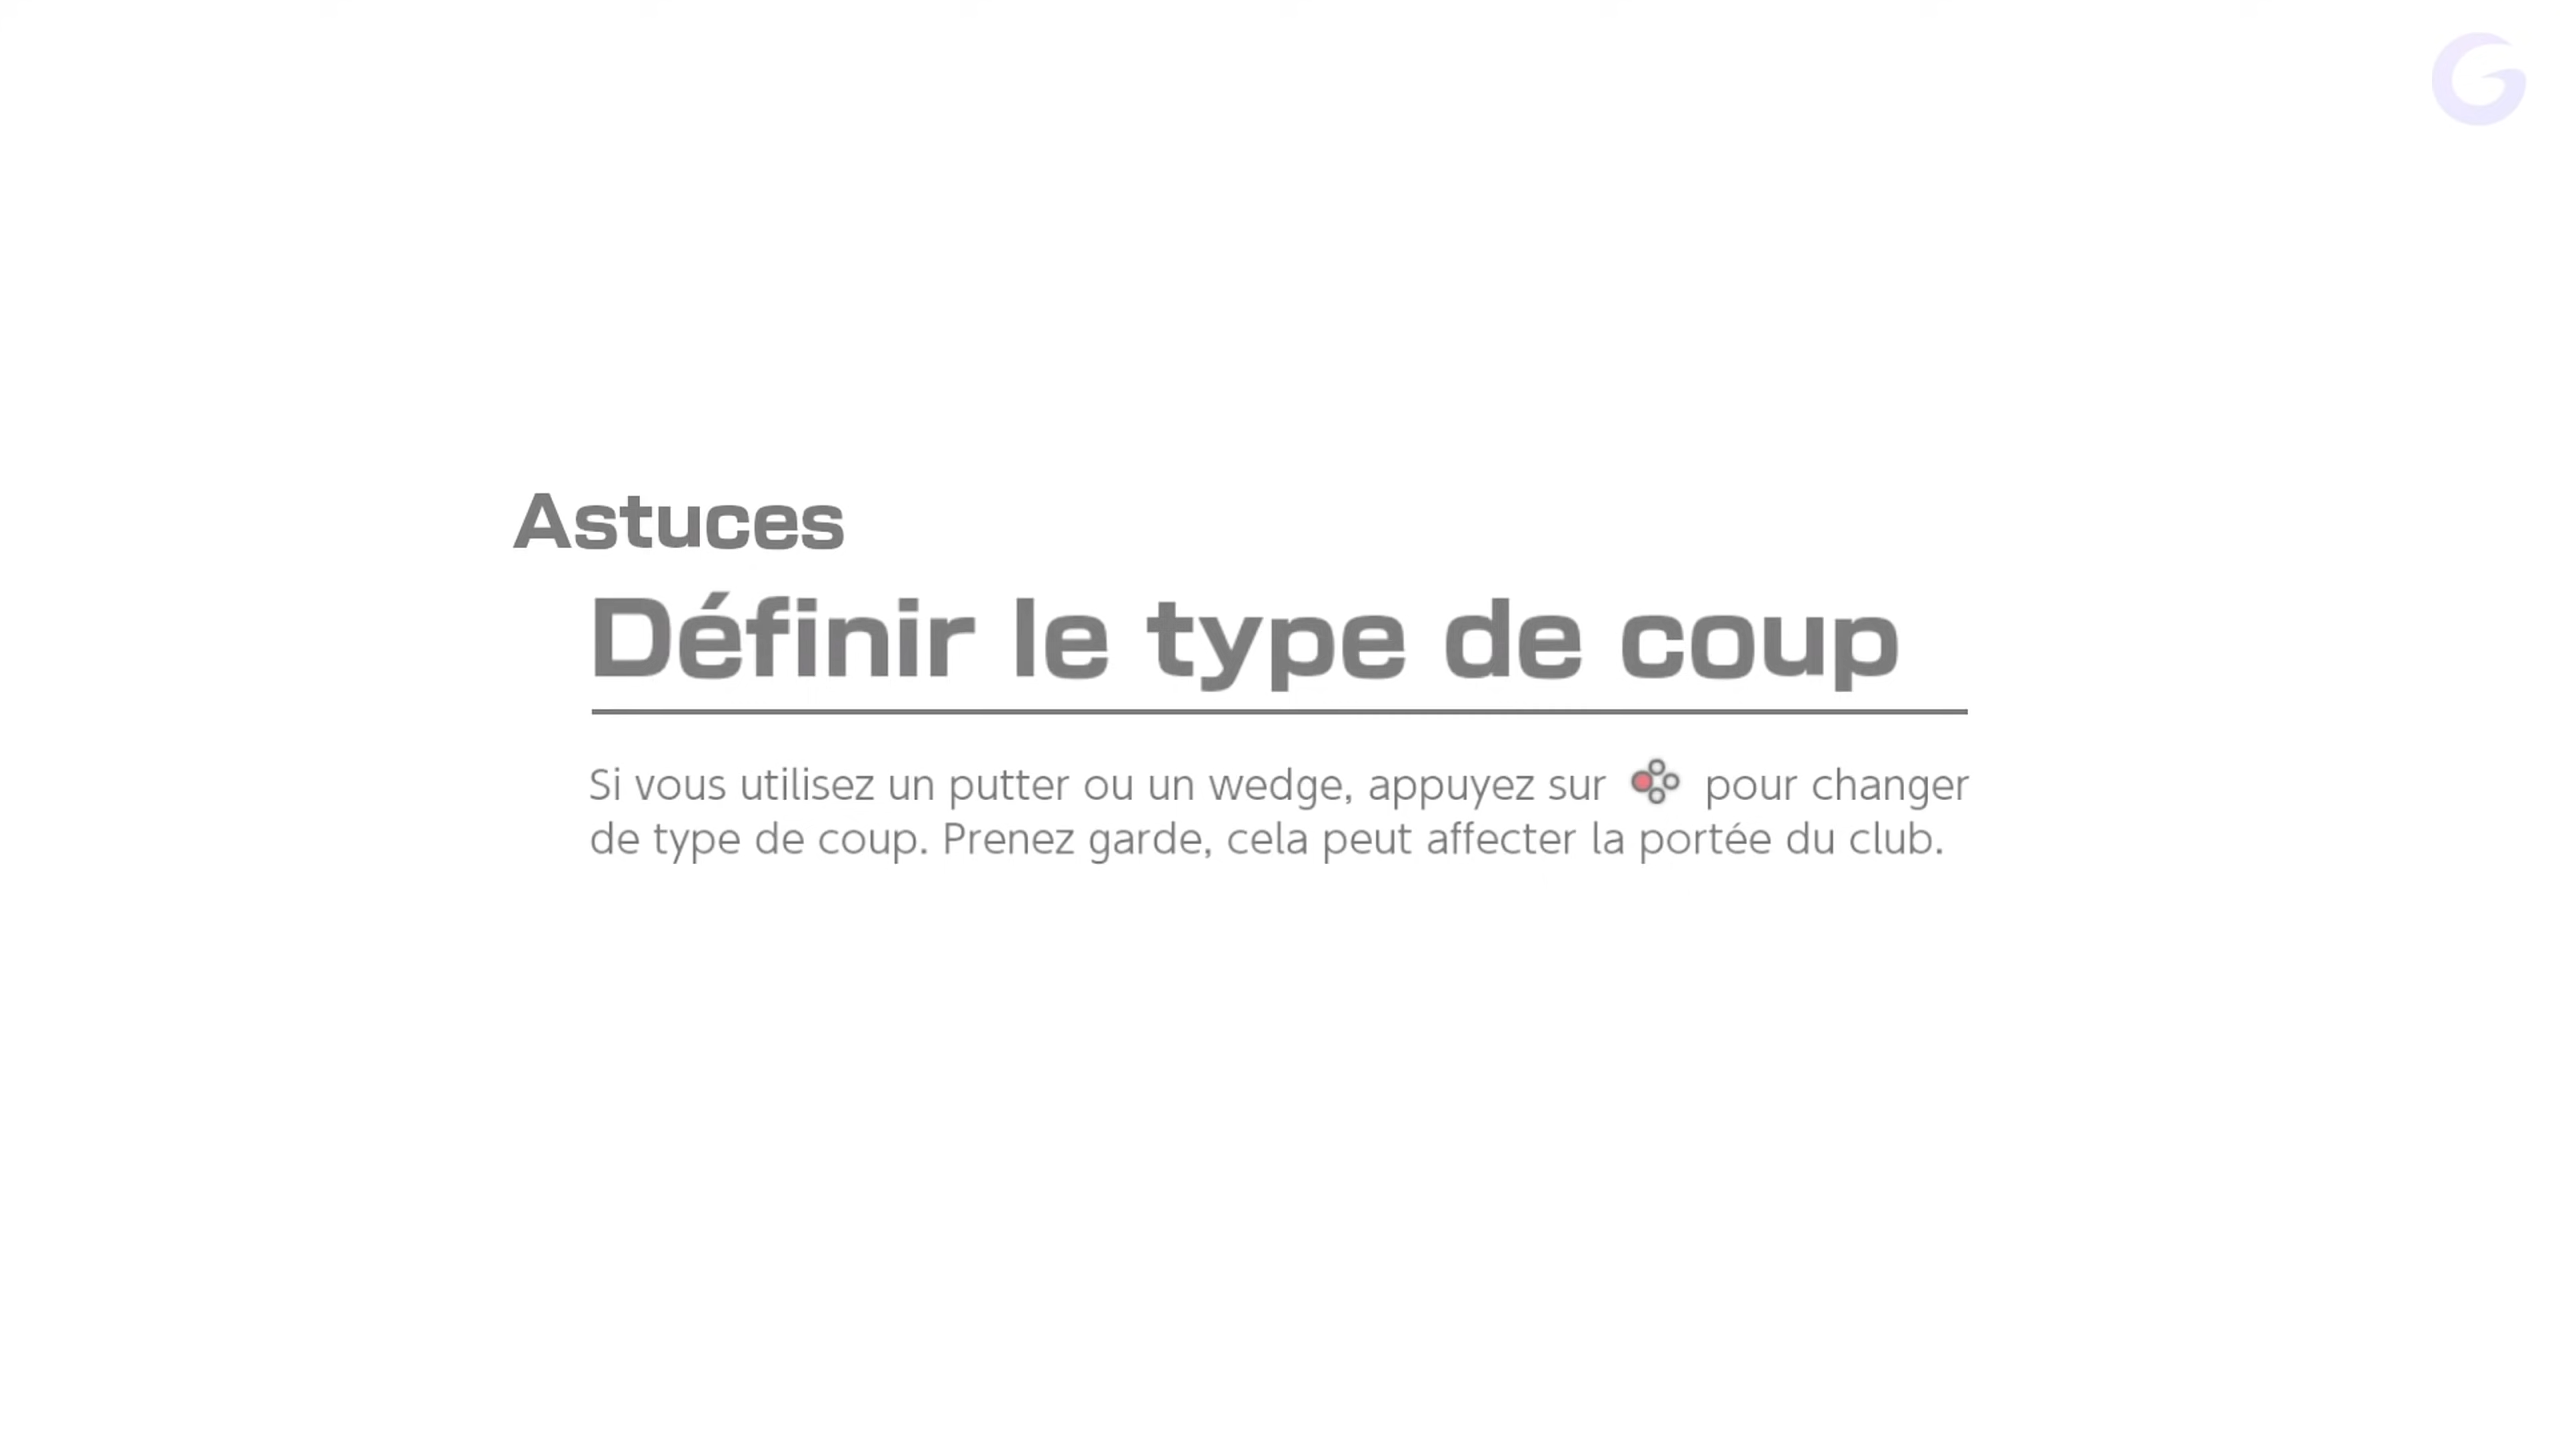 Astuces
Définir le type de coup
Si vous utilisez un putter ou un wedge, appuyez sur pour changer
de type de coup. Prenez garde, cela peut affecter la portée du club.